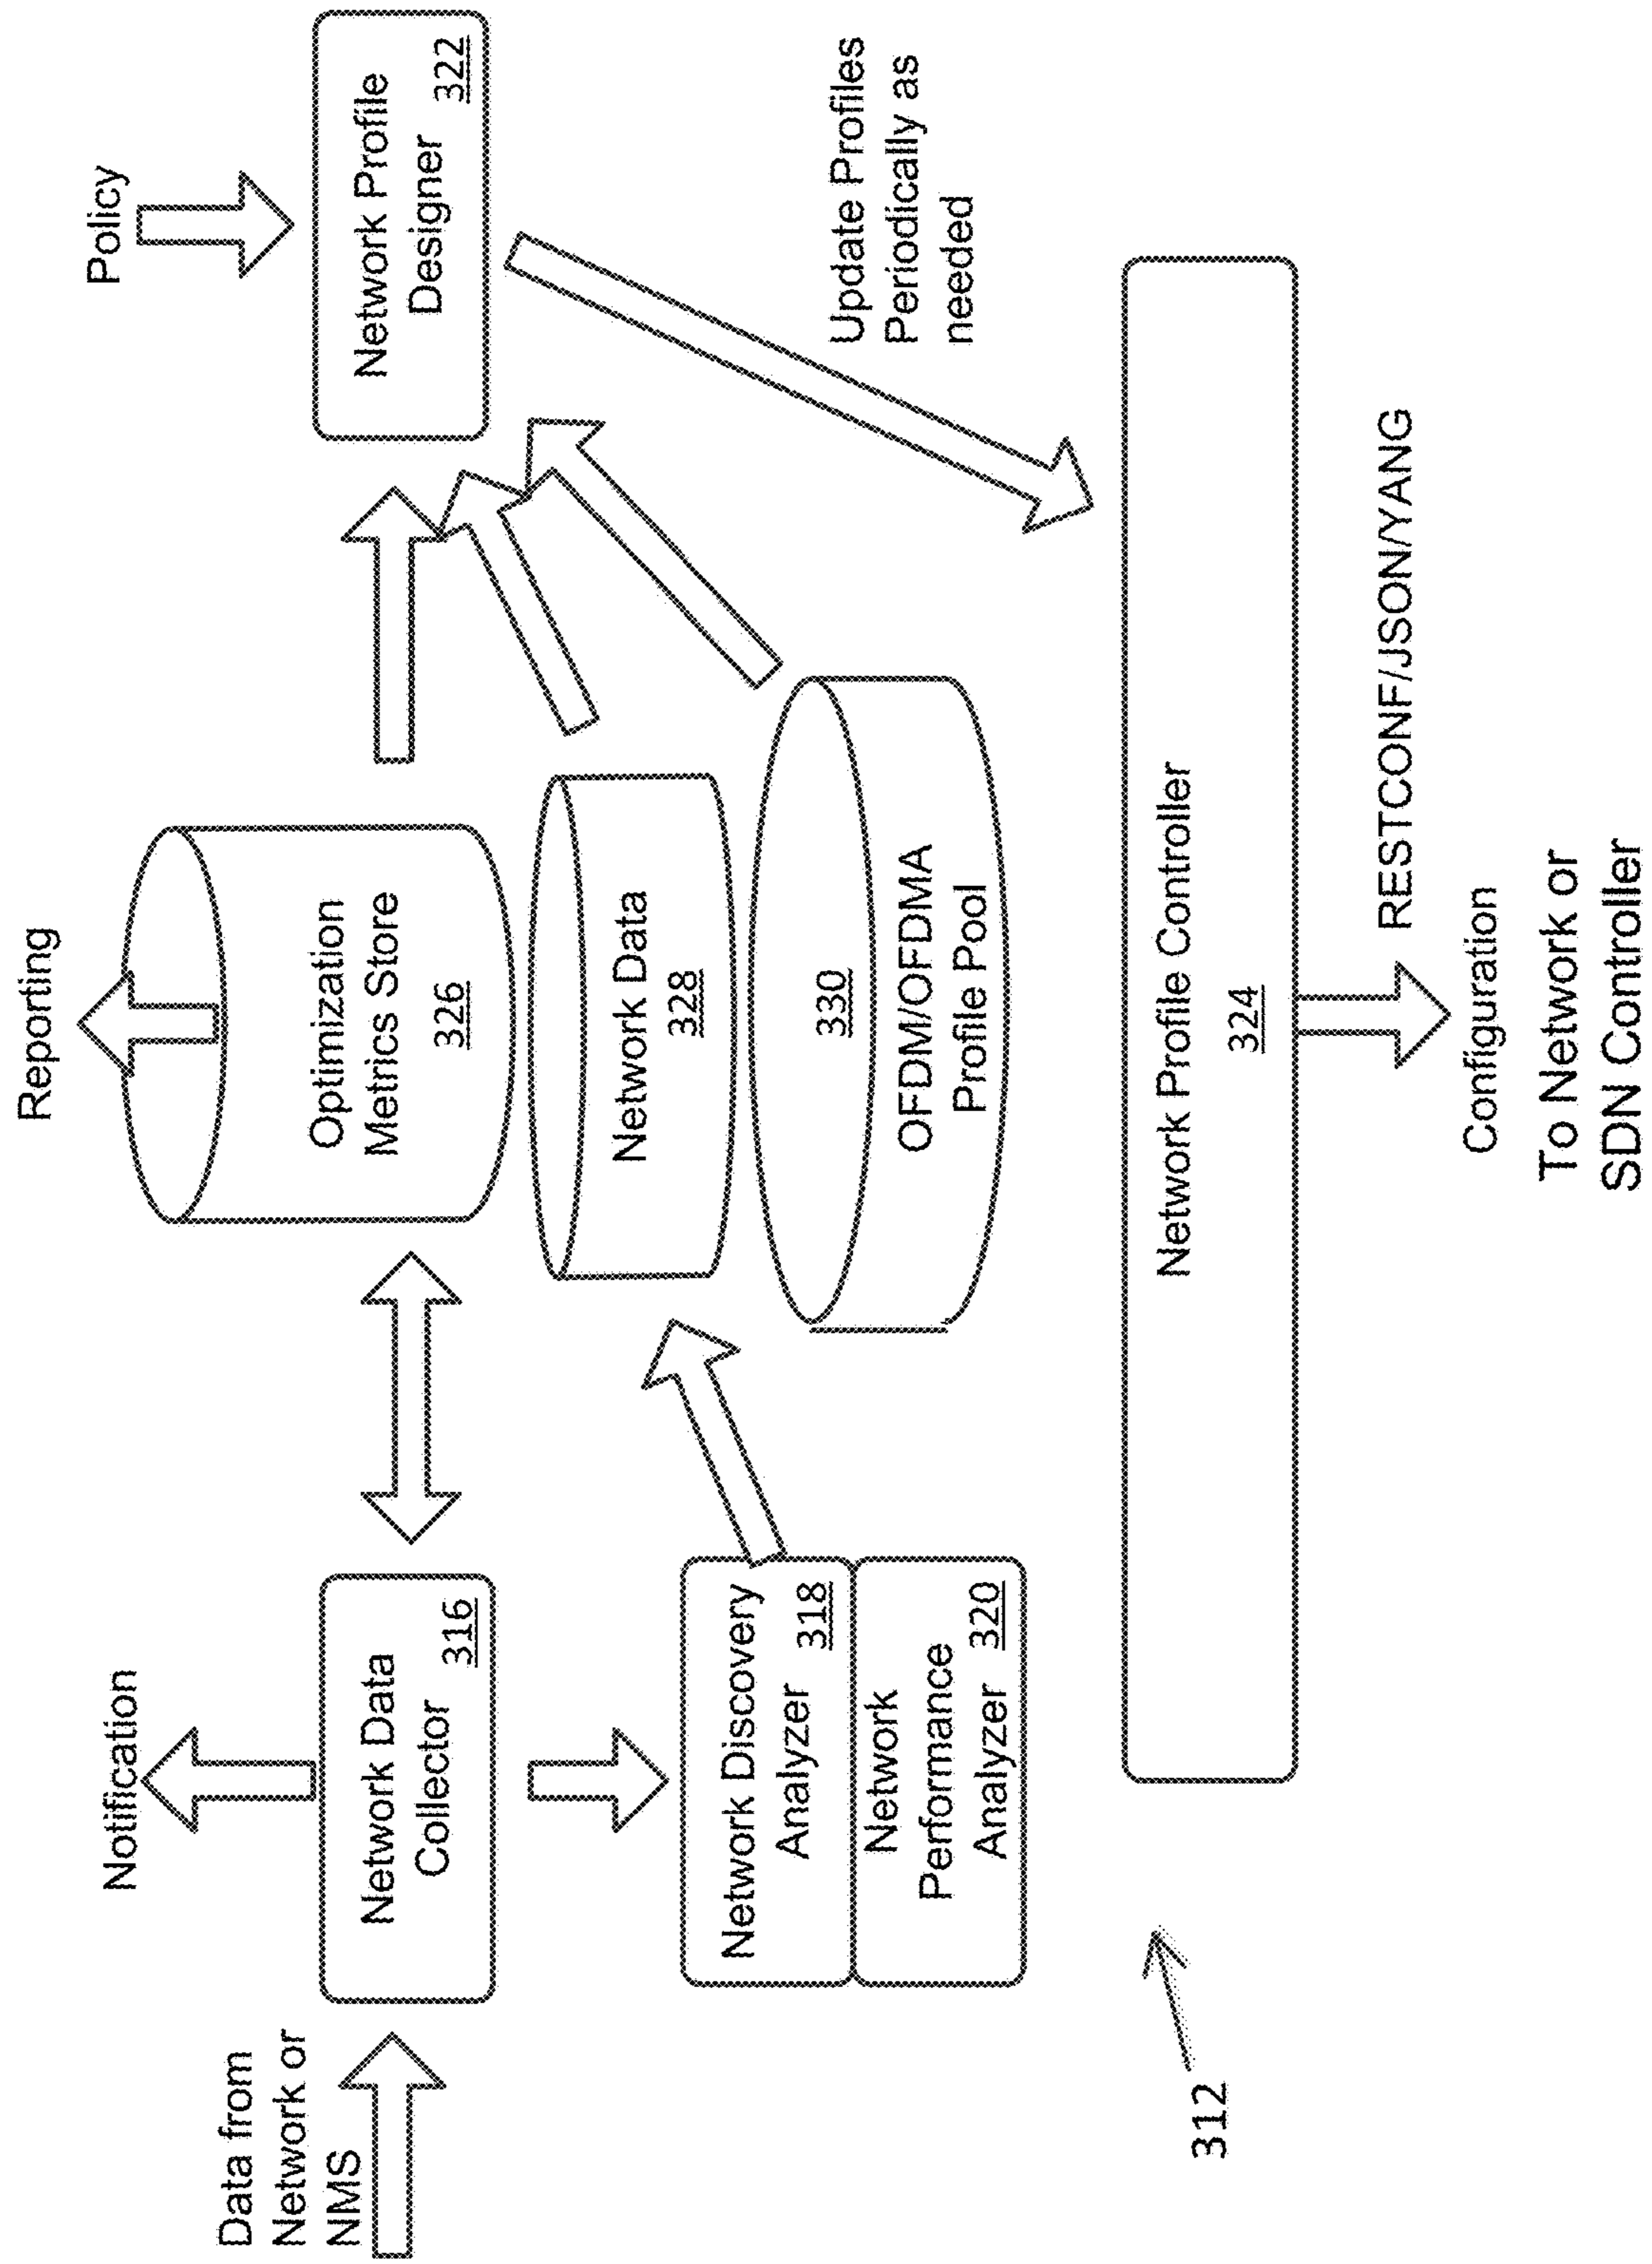 Reporting
Notification
Policy
Data from
Network or
NMS
Network Data
Collector
316
Optimization
Metrics Store
326
Network Profile
Designer
322
Network Data
328
Network Discovery
Analyzer
318
Network
Performance
Analyzer
320
330
OFDM/OFDMA
Profile Pool
Update Profiles
Periodically as
needed
Network Profile Controller
324
312
RESTCONF/JSON/YANG
Configuration
To Network or
SDN Controller